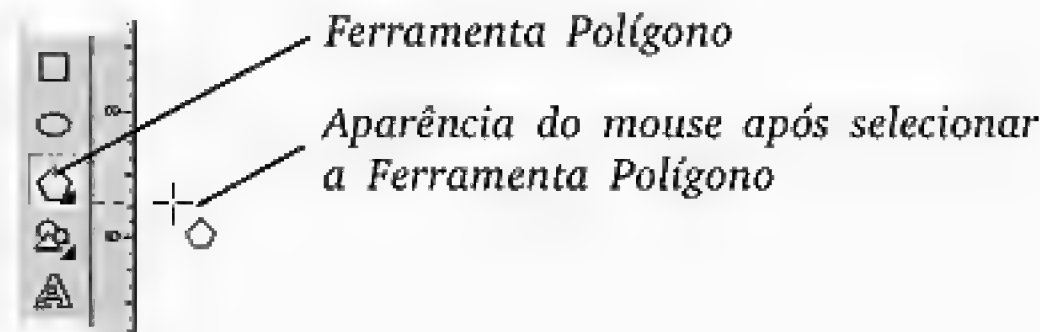 Ferramenta Polígono
Aparência do mouse após selecionar
a Ferramenta Polígono